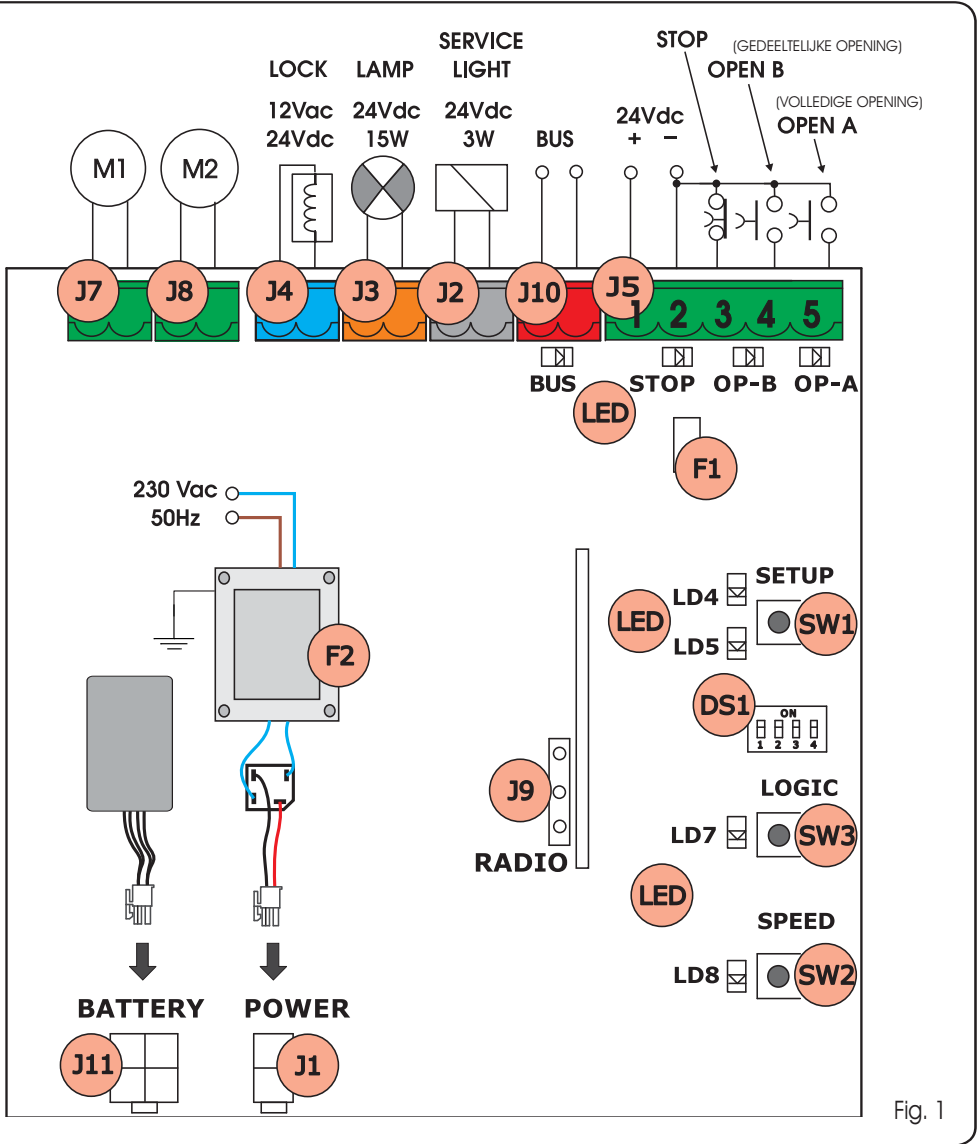 SERVICE
LIGHT
LOCK
LAMP
12Vac
24Vdc
24Vdc
15W
24Vdc
3W
BUS
24Vdc
+ –
STOP
(GEDEELTELIJKE OPENING)
OPEN B
(VOLLEDIGE OPENING)
OPEN A
M1
M2
J7
J8
J4
J3
J2
J10
J5
1 2 3 4 5
BUS
STOP
OP-B
OP-A
LED
F1
230 Vac
50Hz
F2
SETUP
LD4
LED
SW1
LD5
DS1
ON
1 2 3 4
LOGIC
J9
LD7
SW3
RADIO
LED
SPEED
LD8
SW2
BATTERY
POWER
J11
J1
Fig. 1